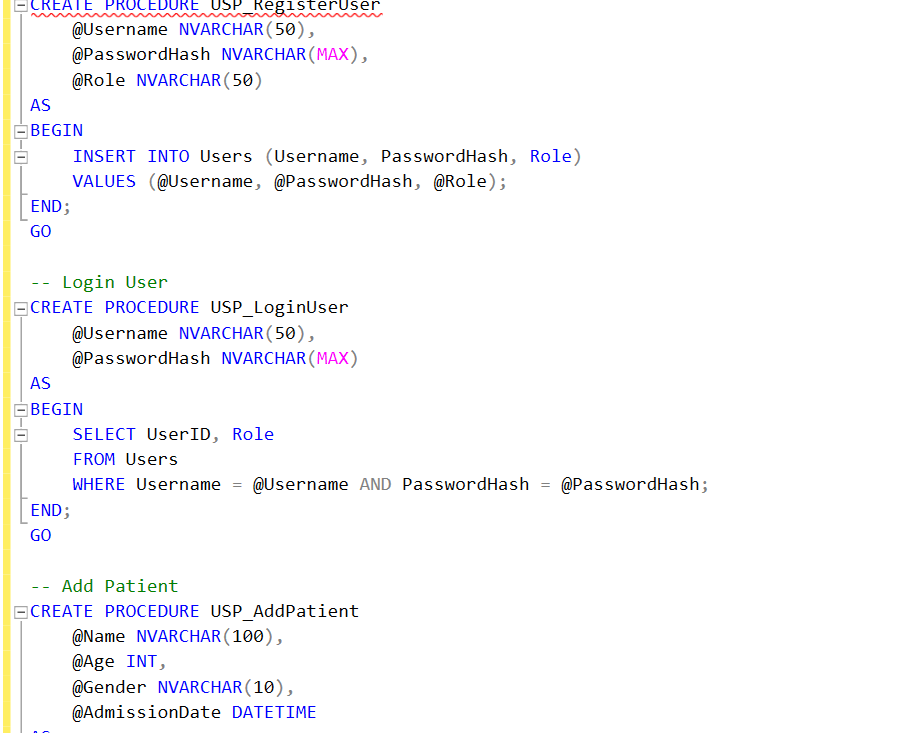 CREATE PROCEDURE USP_RegisterUser
    @Username NVARCHAR(50),
    @PasswordHash NVARCHAR(MAX),
    @Role NVARCHAR(50)
AS
BEGIN
    INSERT INTO Users (Username, PasswordHash, Role)
    VALUES (@Username, @PasswordHash, @Role);
END;
GO

-- Login User
CREATE PROCEDURE USP_LoginUser
    @Username NVARCHAR(50),
    @PasswordHash NVARCHAR(MAX)
AS
BEGIN
    SELECT UserID, Role
    FROM Users
    WHERE Username = @Username AND PasswordHash = @PasswordHash;
END;
GO

-- Add Patient
CREATE PROCEDURE USP_AddPatient
    @Name NVARCHAR(100),
    @Age INT,
    @Gender NVARCHAR(10),
    @AdmissionDate DATETIME
AS